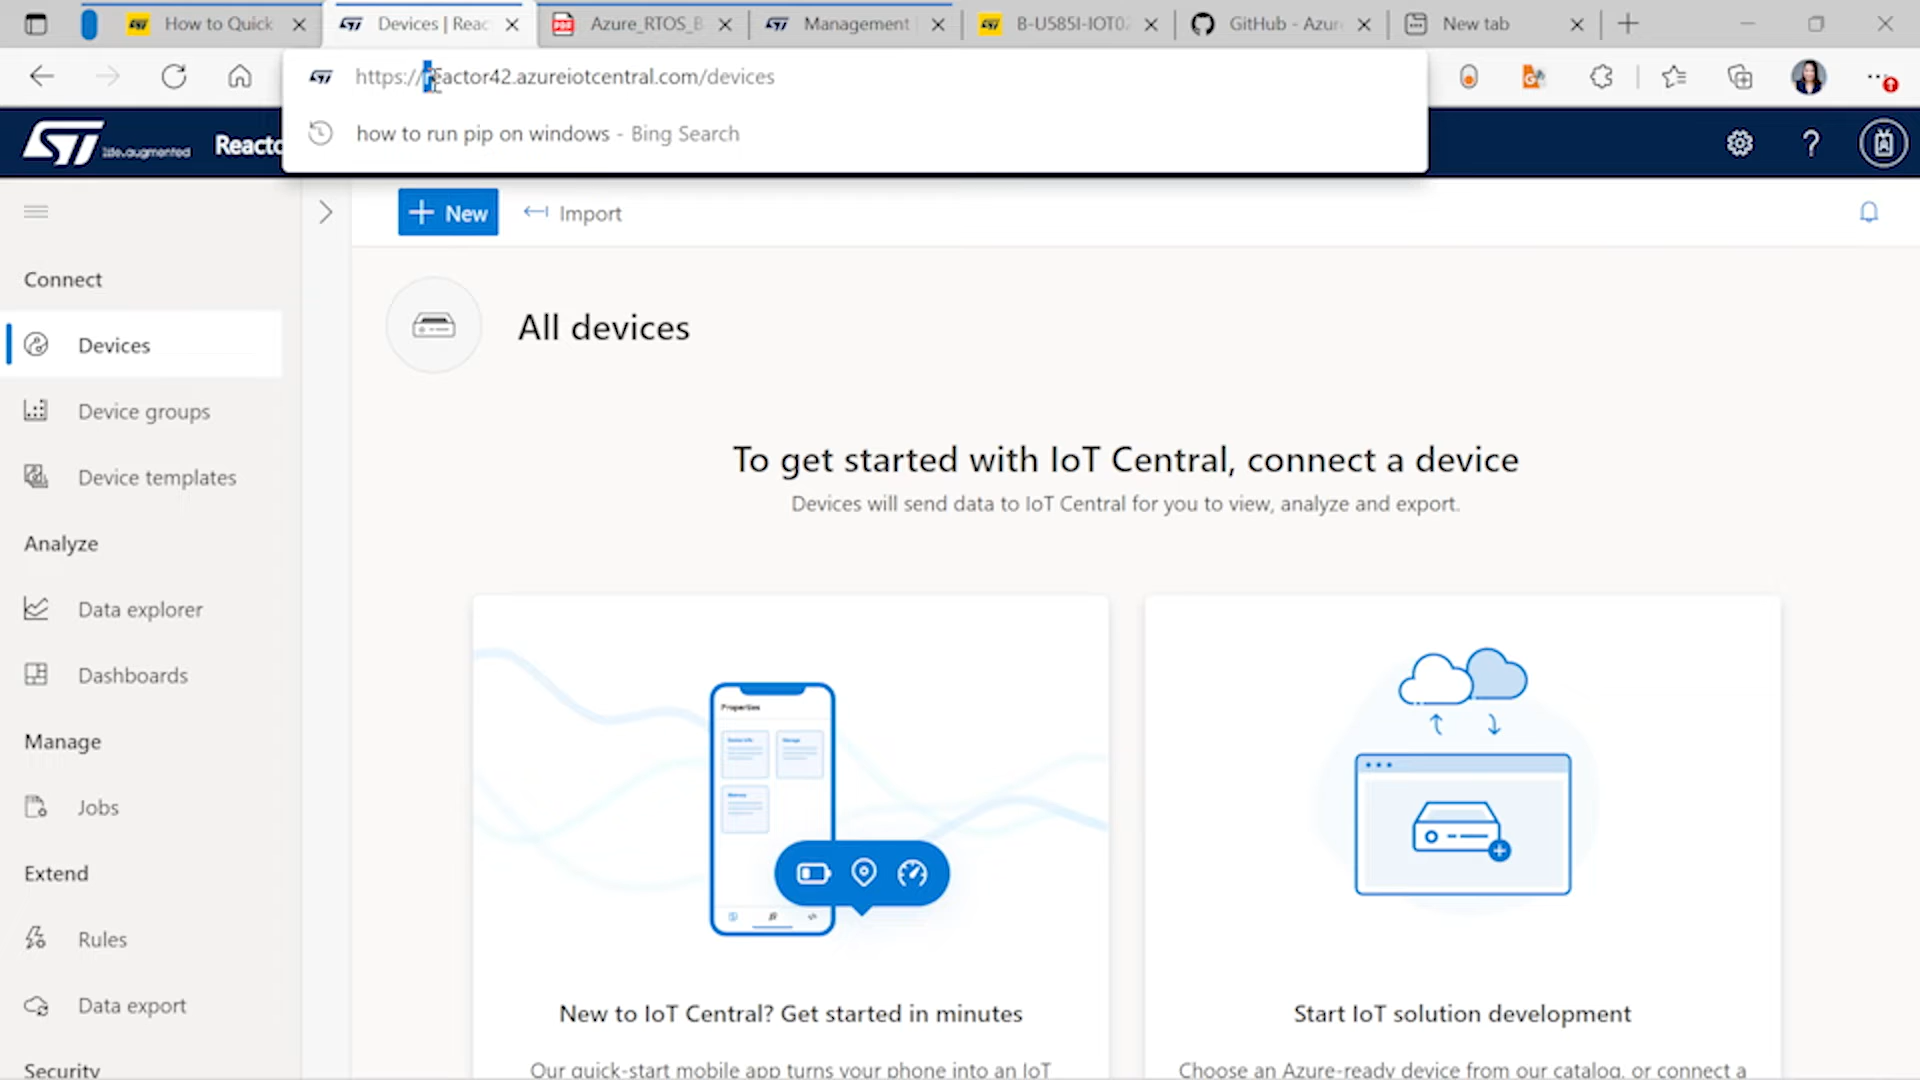 How to Quick
Devices | Reac
Azure_RTOS_B
Management
B-U585I-IOT02
GitHub - Azur
New tab
https://reactor42.azureiotcentral.com/devices
how to run pip on windows - Bing Search
ST life.augmented
Reacto
New
Import
Connect
Devices
Device groups
Device templates
Analyze
Data explorer
Dashboards
Manage
Jobs
Extend
Rules
Data export
Security
All devices
To get started with IoT Central, connect a device
Devices will send data to IoT Central for you to view, analyze and export.
Properties
New to IoT Central? Get started in minutes
Our quick-start mobile app turns your phone into an IoT
Start IoT solution development
Choose an Azure-ready device from our catalog, or connect a